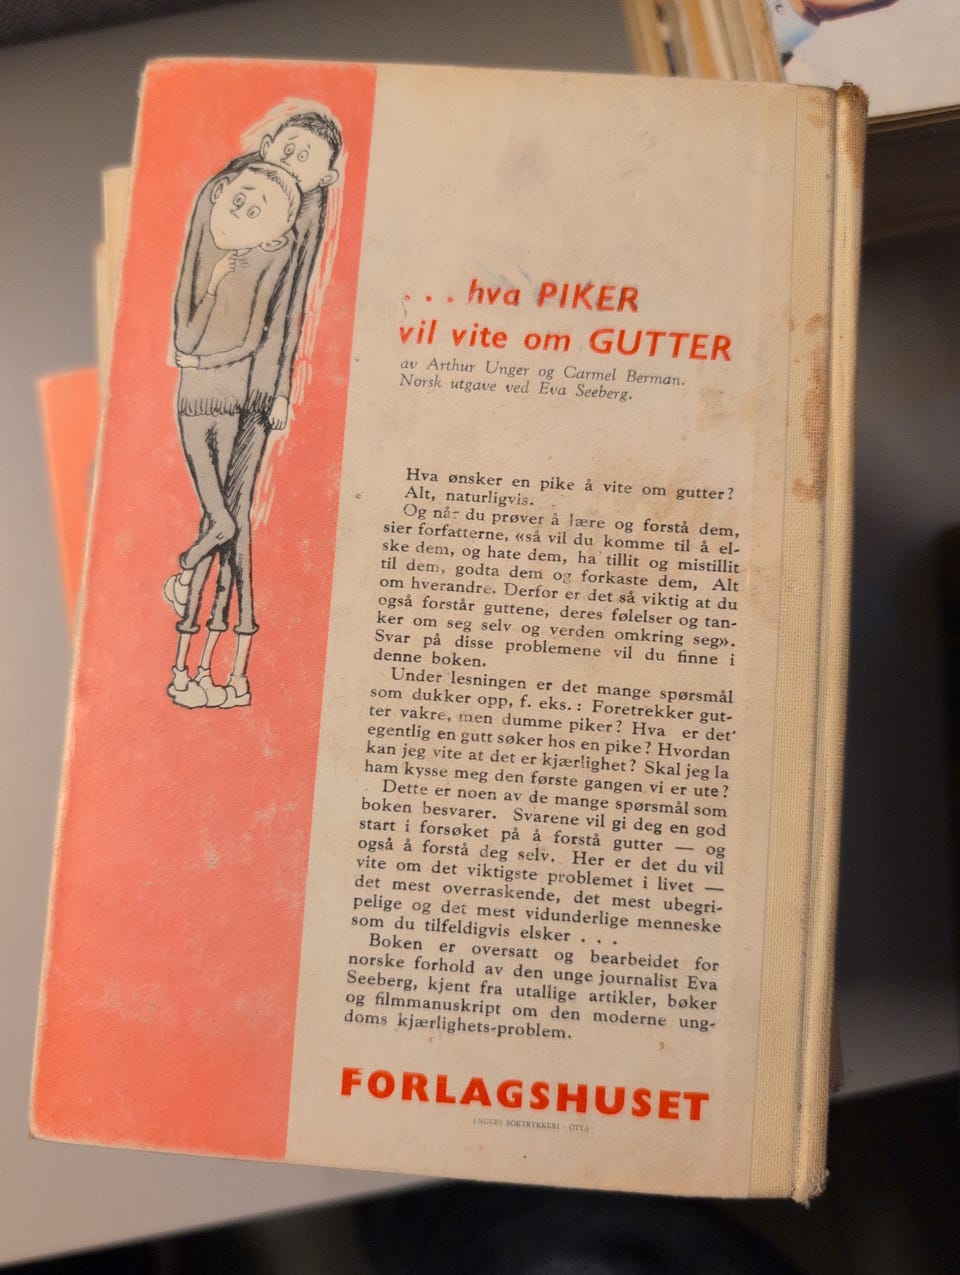 . . . hva PIKER
vil vite om GUTTER
av Arthur Unger og Carmel Berman.
Norsk utgave ved Eva Seeberg.
Hva ønsker en pike å vite om gutter?
Alt, naturligvis.
Og når du prøver å lære og forstå dem,
sier forfatterne, «så vil du komme til å el-
ske dem, og hate dem, ha tillit og mistillit
til dem, godta dem og forkaste dem, Alt
om hverandre. Derfor er det så viktig at du
også forstår guttene, deres følelser og tan-
ker om seg selv og verden omkring seg».
Svar på disse problemene vil du finne i
denne boken.
Under lesningen er det mange spørsmål
som dukker opp, f. eks.: Foretrekker gut-
ter vakre, men dumme piker? Hva er det
egentlig en gutt søker hos en pike? Hvordan
kan jeg vite at det er kjærlighet? Skal jeg la
ham kysse meg den første gangen vi er ute?
Dette er noen av de mange spørsmål som
boken besvarer. Svarene vil gi deg en god
start i forsøket på å forstå gutter — og
også å forstå deg selv. Her er det du vil
vite om det viktigste problemet i livet —
det mest overraskende, det mest ubegri-
pelige og det mest vidunderlige menneske
som du tilfeldigvis elsker . . .
Boken er oversatt og bearbeidet for
norske forhold av den unge journalist Eva
Seeberg, kjent fra utallige artikler, bøker
og filmmanuskript om den moderne ung-
doms kjærlighets-problem.
FORLAGSHUSET
ENGERS BOKTRYKKERI - OTTA